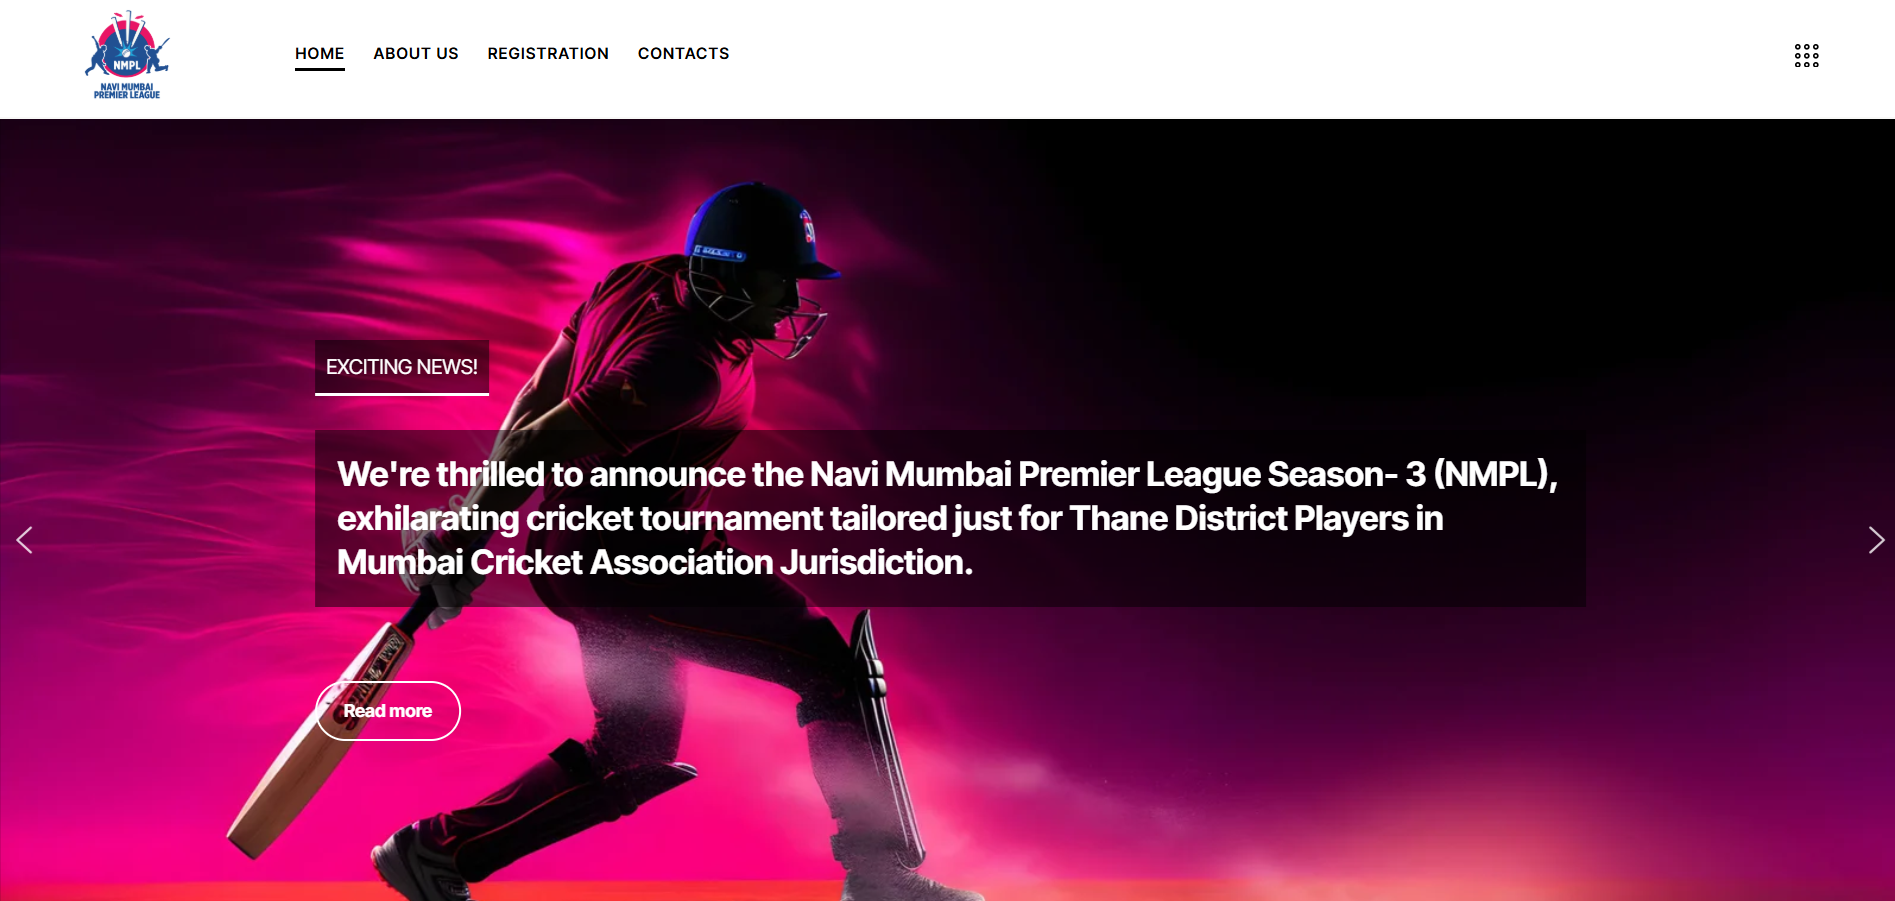 NMPL
NAVI MUMBAI
PREMIER LEAGUE
HOME ABOUT US REGISTRATION CONTACTS
EXCITING NEWS!
We're thrilled to announce the Navi Mumbai Premier League Season- 3 (NMPL),
exhilarating cricket tournament tailored just for Thane District Players in
Mumbai Cricket Association Jurisdiction.
Read more